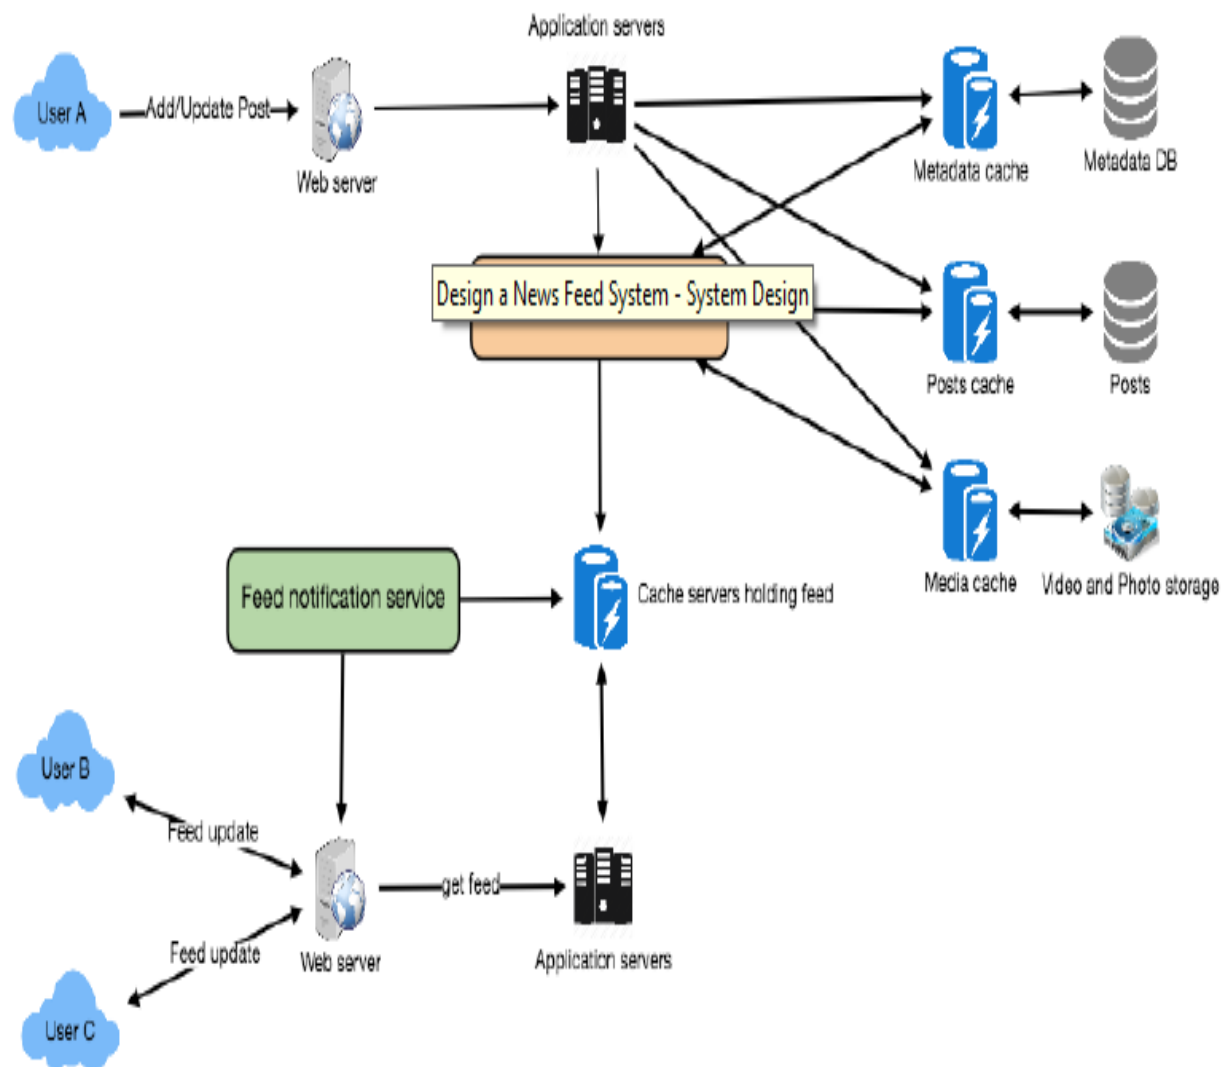 Application servers
User A
Add/Update Post
Web server
Metadata cache
Metadata DB
Design a News Feed System - System Design
Posts cache
Posts
Media cache
Video and Photo storage
Feed notification service
Cache servers holding feed
User B
Feed update
get feed
Feed update
Web server
Application servers
User C